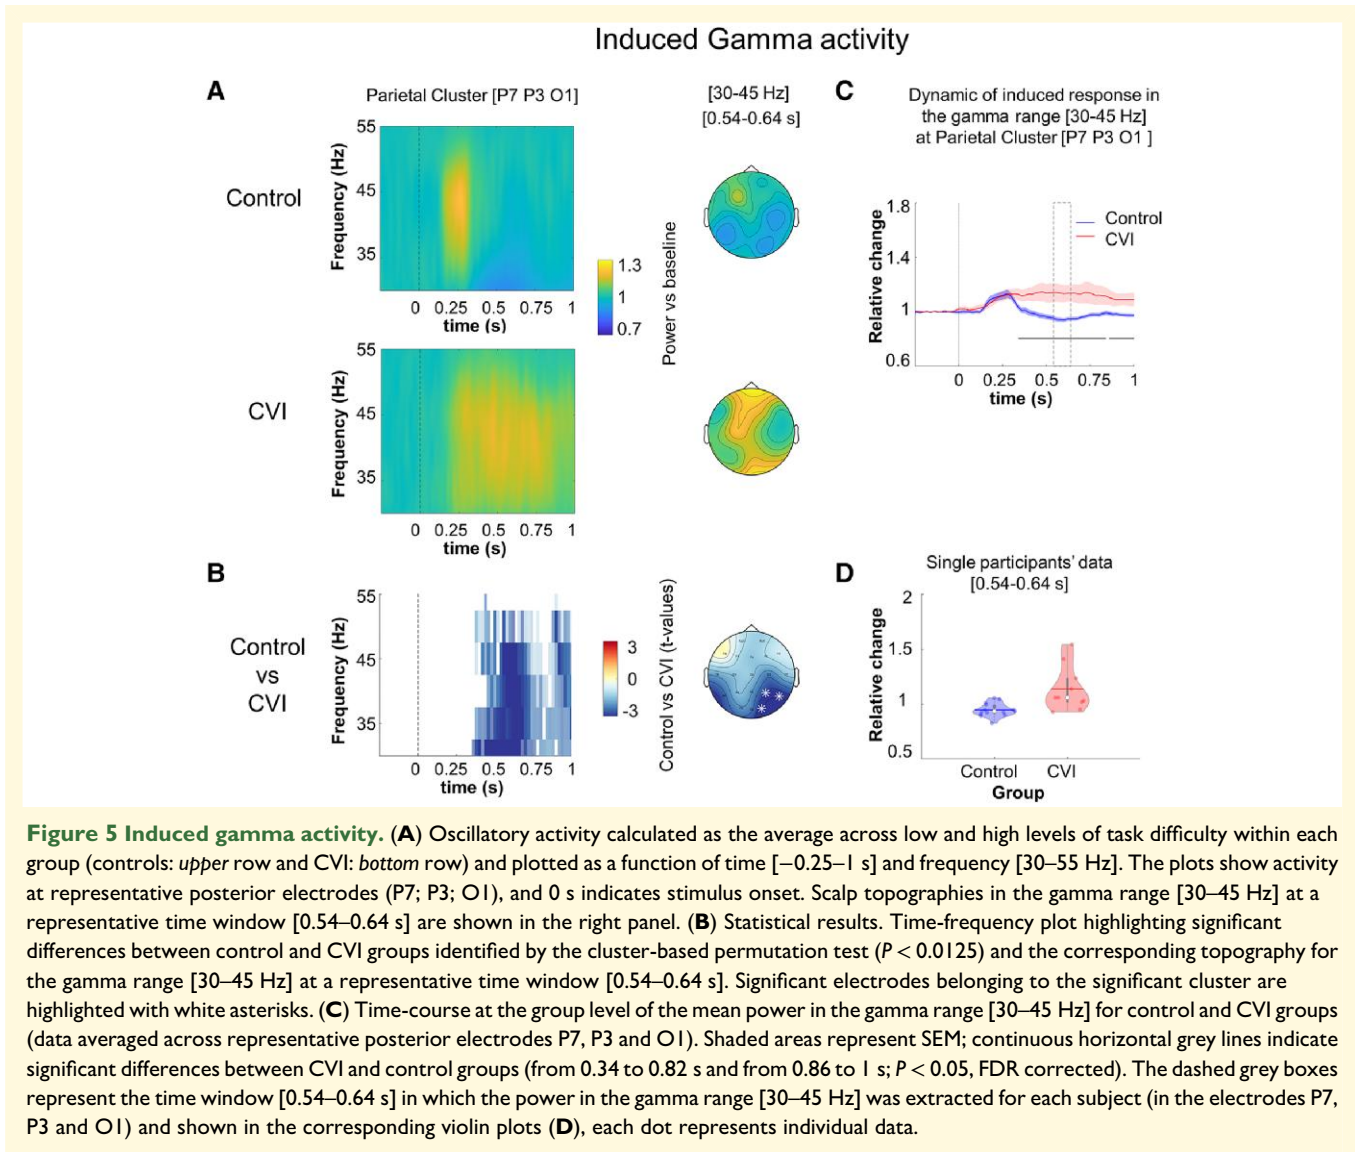 Induced Gamma activity
A
Parietal Cluster [P7 P3 O1]
[30-45 Hz]
[0.54-0.64 s]
Control
Frequency (Hz)
55
45
35
0 0.25 0.5 0.75 1
time (s)
1.3
1
0.7
Power vs baseline
CVI
Frequency (Hz)
55
45
35
0 0.25 0.5 0.75 1
time (s)
C
Dynamic of induced response in
the gamma range [30-45 Hz]
at Parietal Cluster [P7 P3 O1 ]
Relative change
1.8
1.4
1
0.6
Control
CVI
0 0.25 0.5 0.75 1
time (s)
B
Control
vs
CVI
Frequency (Hz)
55
45
35
0 0.25 0.5 0.75 1
time (s)
3
0
-3
Control vs CVI (t-values)
D
Single participants' data
[0.54-0.64 s]
Relative change
2
1.5
1
0.5
Control CVI
Group
Figure 5 Induced gamma activity. (A) Oscillatory activity calculated as the average across low and high levels of task difficulty within each
group (controls: upper row and CVI: bottom row) and plotted as a function of time [−0.25–1 s] and frequency [30–55 Hz]. The plots show activity
at representative posterior electrodes (P7; P3; O1), and 0 s indicates stimulus onset. Scalp topographies in the gamma range [30–45 Hz] at a
representative time window [0.54–0.64 s] are shown in the right panel. (B) Statistical results. Time-frequency plot highlighting significant
differences between control and CVI groups identified by the cluster-based permutation test (P < 0.0125) and the corresponding topography for
the gamma range [30–45 Hz] at a representative time window [0.54–0.64 s]. Significant electrodes belonging to the significant cluster are
highlighted with white asterisks. (C) Time-course at the group level of the mean power in the gamma range [30–45 Hz] for control and CVI groups
(data averaged across representative posterior electrodes P7, P3 and O1). Shaded areas represent SEM; continuous horizontal grey lines indicate
significant differences between CVI and control groups (from 0.34 to 0.82 s and from 0.86 to 1 s; P < 0.05, FDR corrected). The dashed grey boxes
represent the time window [0.54–0.64 s] in which the power in the gamma range [30–45 Hz] was extracted for each subject (in the electrodes P7,
P3 and O1) and shown in the corresponding violin plots (D), each dot represents individual data.